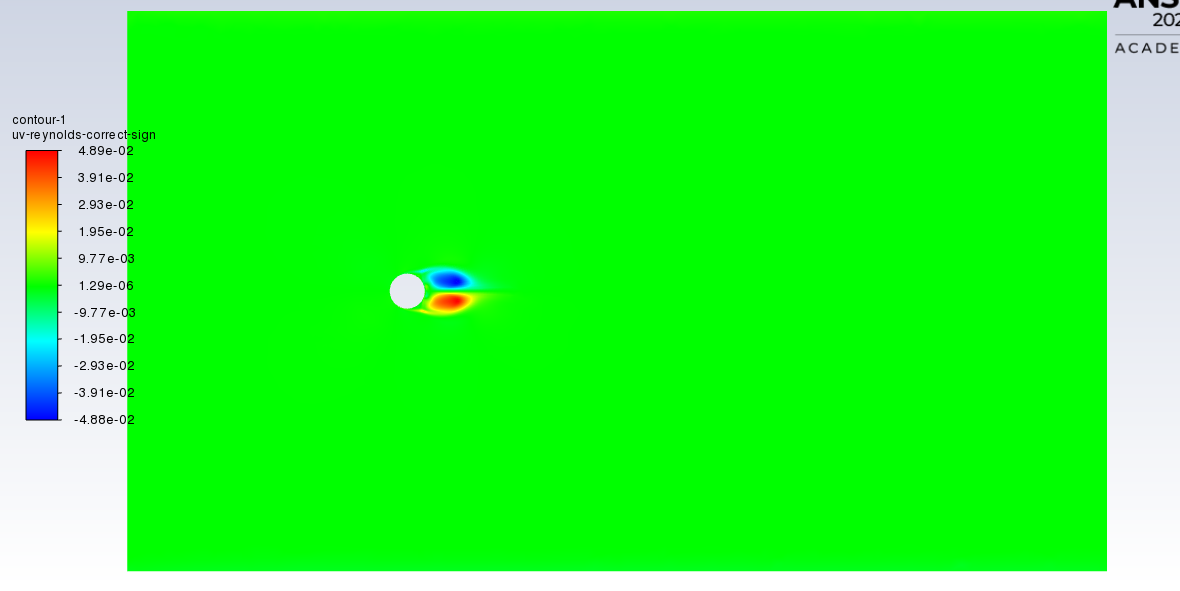 ANS
202
ACADE
contour-1
uv-reynolds-correct-sign
4.89e-02
3.91e-02
2.93e-02
1.95e-02
9.77e-03
1.29e-06
-9.77e-03
-1.95e-02
-2.93e-02
-3.91e-02
-4.88e-02